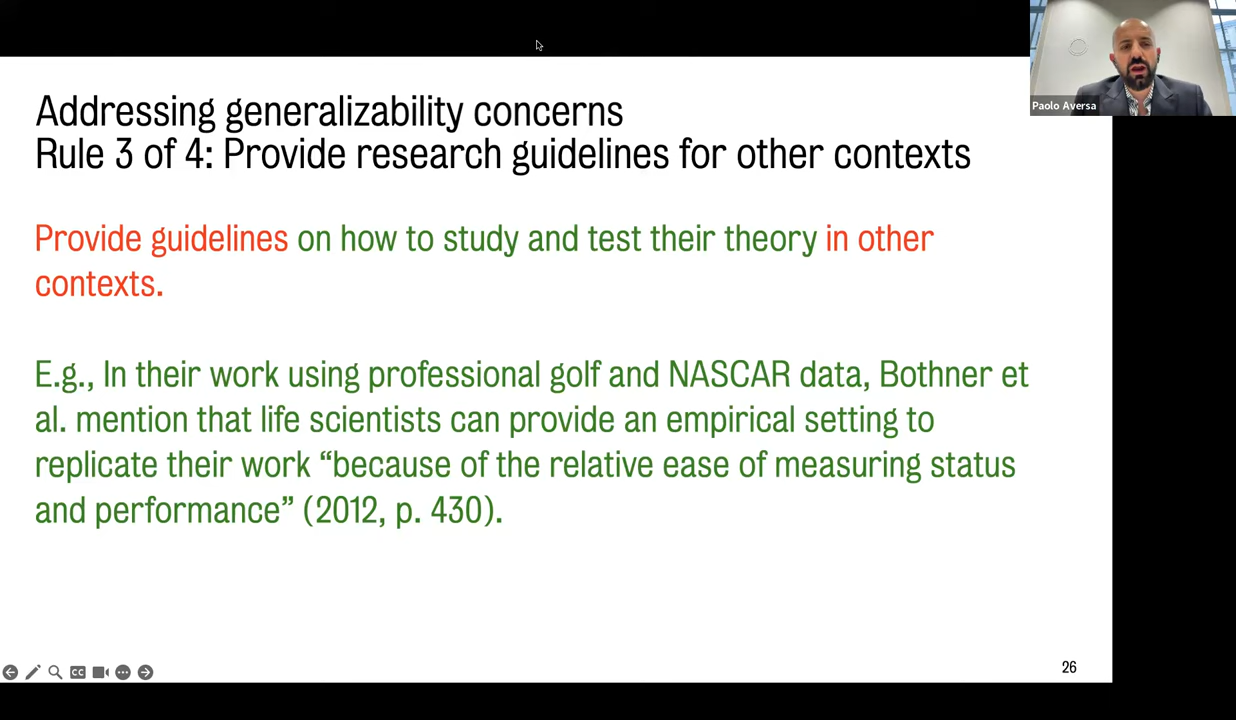 Paolo Aversa
Addressing generalizability concerns
Rule 3 of 4: Provide research guidelines for other contexts
Provide guidelines on how to study and test their theory in other
contexts.
E.g., In their work using professional golf and NASCAR data, Bothner et
al. mention that life scientists can provide an empirical setting to
replicate their work “because of the relative ease of measuring status
and performance” (2012, p. 430).
CC
26